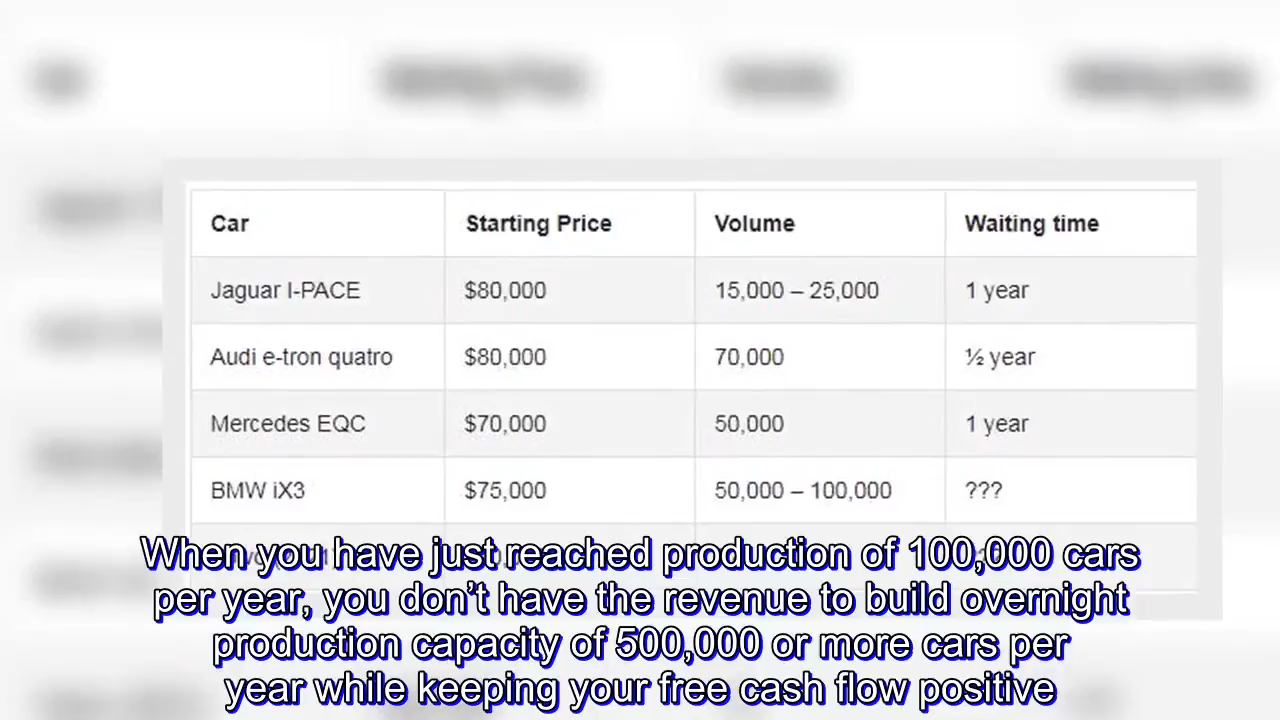 Car Starting Price Volume Waiting time
Jaguar I-PACE $80,000 15,000 – 25,000 1 year
Audi e-tron quatro $80,000 70,000 ½ year
Mercedes EQC $70,000 50,000 1 year
BMW iX3 $75,000 50,000 – 100,000 ???
When you have just reached production of 100,000 cars
per year, you don't have the revenue to build overnight
production capacity of 500,000 or more cars per
year while keeping your free cash flow positive